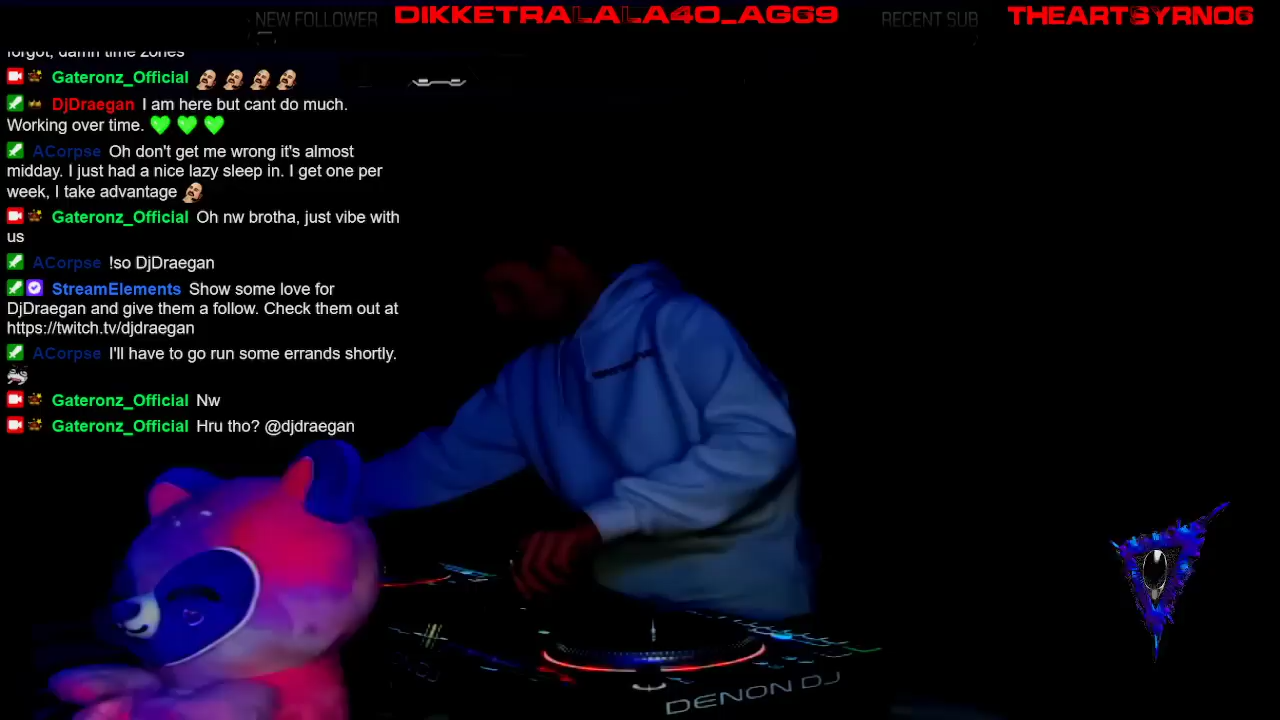 NEW FOLLOWER DIKKETRALALA40_AG69 RECENT SUB THEARTSYRNOG
forgot, damn time zones
Gateronz_Official
DjDraegan I am here but cant do much.
Working over time.
ACorpse Oh don't get me wrong it's almost
midday. I just had a nice lazy sleep in. I get one per
week, I take advantage
Gateronz_Official Oh nw brotha, just vibe with
us
ACorpse !so DjDraegan
StreamElements Show some love for
DjDraegan and give them a follow. Check them out at
https://twitch.tv/djdraegan
ACorpse I'll have to go run some errands shortly.
Gateronz_Official Nw
Gateronz_Official Hru tho? @djdraegan
DENON DJ